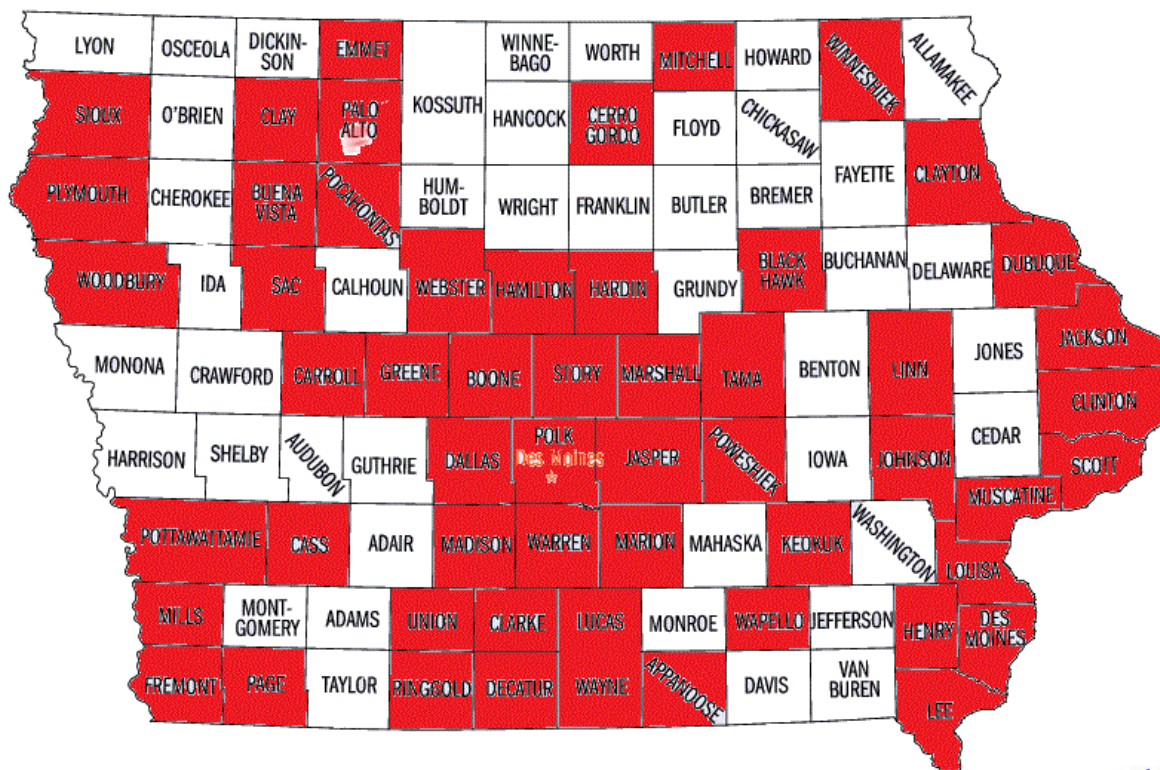 LYON
OSCEOLA
DICKIN-
SON
EMMET
WINNE-
BAGO
WORTH
MITCHELL
HOWARD
WINNESHIEK
ALLAMAKEE
SIOUX
O'BRIEN
CLAY
PALO
ALTO
KOSSUTH
HANCOCK
CERRO
GORDO
FLOYD
CHICKASAW
FAYETTE
CLAYTON
PLYMOUTH
CHEROKEE
BUENA
VISTA
POCAHONTAS
HUM-
BOLDT
WRIGHT
FRANKLIN
BUTLER
BREMER
WOODBURY
IDA
SAC
CALHOUN
WEBSTER
HAMILTON
HARDIN
GRUNDY
BLACK
HAWK
BUCHANAN
DELAWARE
DUBUQUE
MONONA
CRAWFORD
CARROLL
GREENE
BOONE
STORY
MARSHALL
TAMA
BENTON
LINN
JONES
JACKSON
CLINTON
HARRISON
SHELBY
AUDUBON
GUTHRIE
DALLAS
POLK
Des Moines
JASPER
POWESHIEK
IOWA
JOHNSON
CEDAR
SCOTT
MUSCATINE
POTTAWATTAMIE
CASS
ADAIR
MADISON
WARREN
MARION
MAHASKA
KEOKUK
WASHINGTON
LOUISA
MILLS
MONT-
GOMERY
ADAMS
UNION
CLARKE
LUCAS
MONROE
WAPELLO
JEFFERSON
HENRY
DES
MOINES
FREMONT
PAGE
TAYLOR
RINGGOLD
DECATUR
WAYNE
APPANOOSE
DAVIS
VAN
BUREN
LEE